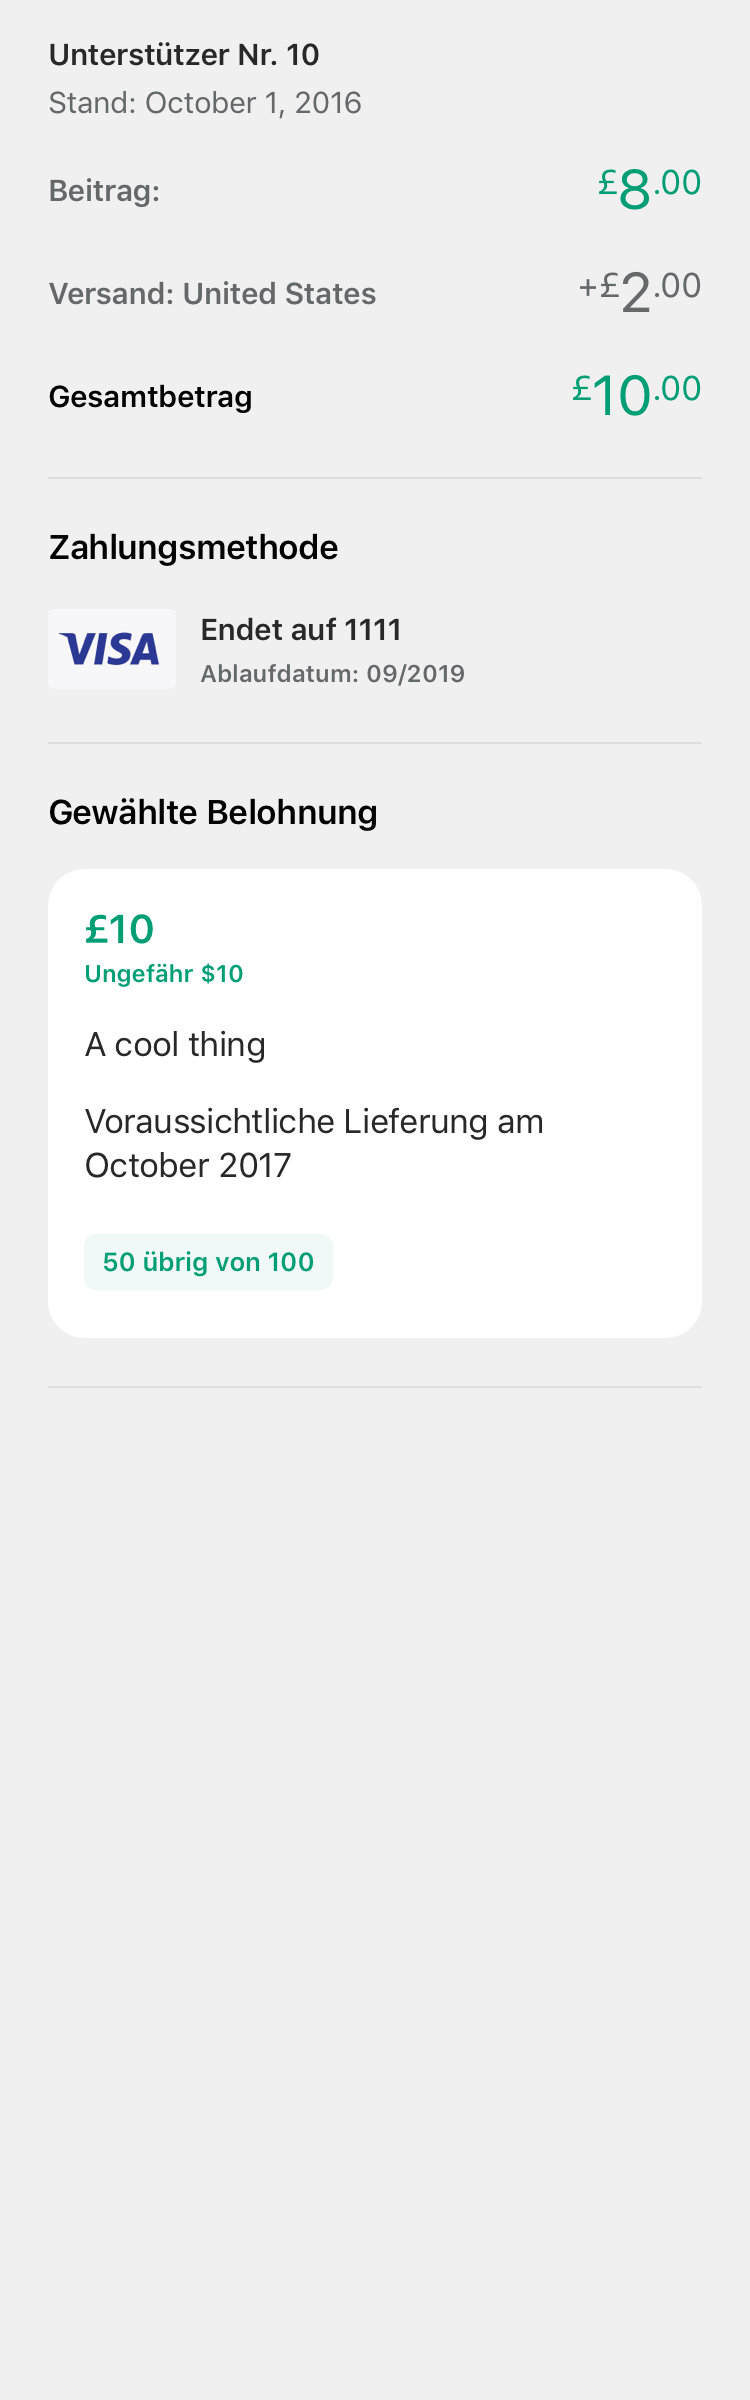 Unterstützer Nr. 10
Stand: October 1, 2016
Beitrag: £8.00
Versand: United States +£2.00
Gesamtbetrag £10.00
Zahlungsmethode
VISA
Endet auf 1111
Ablaufdatum: 09/2019
Gewählte Belohnung
£10
Ungefähr $10
A cool thing
Voraussichtliche Lieferung am
October 2017
50 übrig von 100